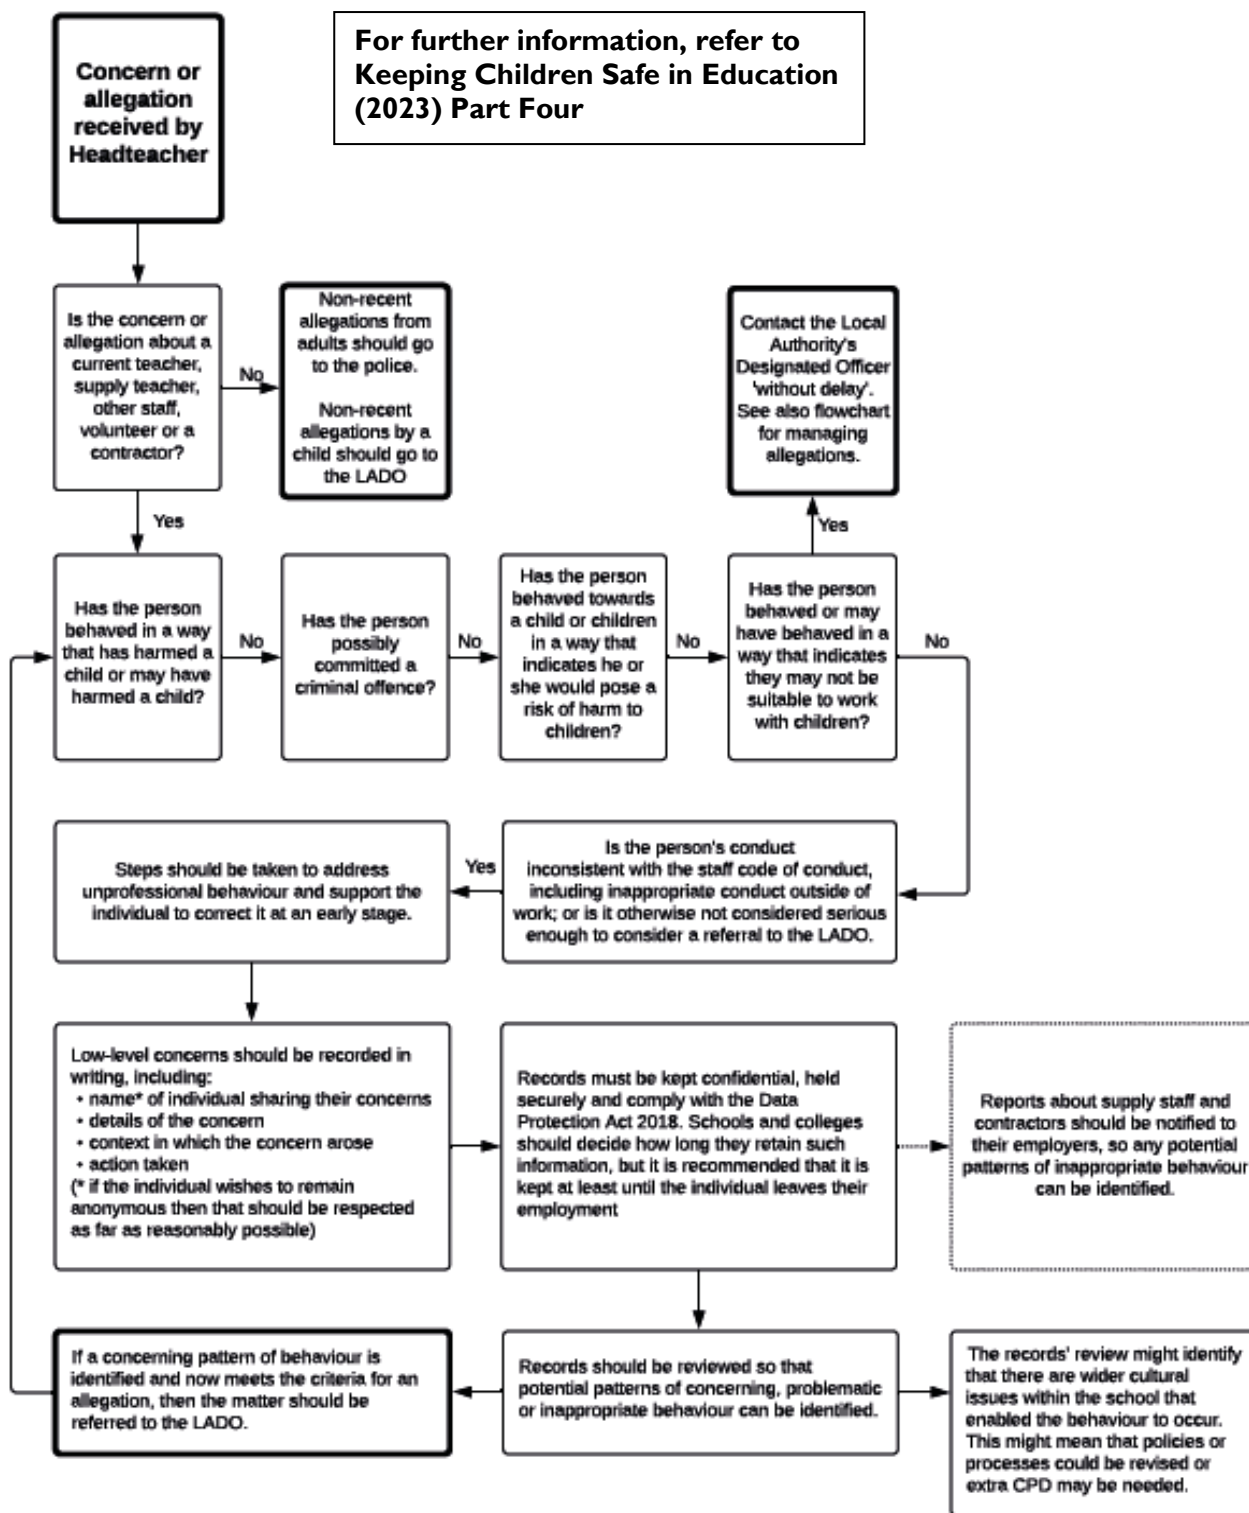 Concern or
allegation
received by
Headteacher
For further information, refer to
Keeping Children Safe in Education
(2023) Part Four
Is the concern or
allegation about a
current teacher,
supply teacher,
other staff,
volunteer or a
contractor?
No
Non-recent
allegations from
adults should go
to the police.
Non-recent
allegations by a
child should go to
the LADO
Contact the Local
Authority's
Designated Officer
'without delay'.
See also flowchart
for managing
allegations.
Yes
Yes
Has the person
behaved in a way
that has harmed a
child or may have
harmed a child?
No
Has the person
possibly
committed a
criminal offence?
No
Has the person
behaved towards
a child or children
in a way that
indicates he or
she would pose a
risk of harm to
children?
No
Has the person
behaved or may
have behaved in a
way that indicates
they may not be
suitable to work
with children?
No
Is the person's conduct
inconsistent with the staff code of conduct,
including inappropriate conduct outside of
work; or is it otherwise not considered serious
enough to consider a referral to the LADO.
Yes
Steps should be taken to address
unprofessional behaviour and support the
individual to correct it at an early stage.
Low-level concerns should be recorded in
writing, including:
• name* of individual sharing their concerns
• details of the concern
• context in which the concern arose
• action taken
(* if the individual wishes to remain
anonymous then that should be respected
as far as reasonably possible)
Records must be kept confidential, held
securely and comply with the Data
Protection Act 2018. Schools and colleges
should decide how long they retain such
information, but it is recommended that it is
kept at least until the individual leaves their
employment
Reports about supply staff and
contractors should be notified to
their employers, so any potential
patterns of inappropriate behaviour
can be identified.
If a concerning pattern of behaviour is
identified and now meets the criteria for an
allegation, then the matter should be
referred to the LADO.
Records should be reviewed so that
potential patterns of concerning, problematic
or inappropriate behaviour can be identified.
The records' review might identify
that there are wider cultural
issues within the school that
enabled the behaviour to occur.
This might mean that policies or
processes could be revised or
extra CPD may be needed.